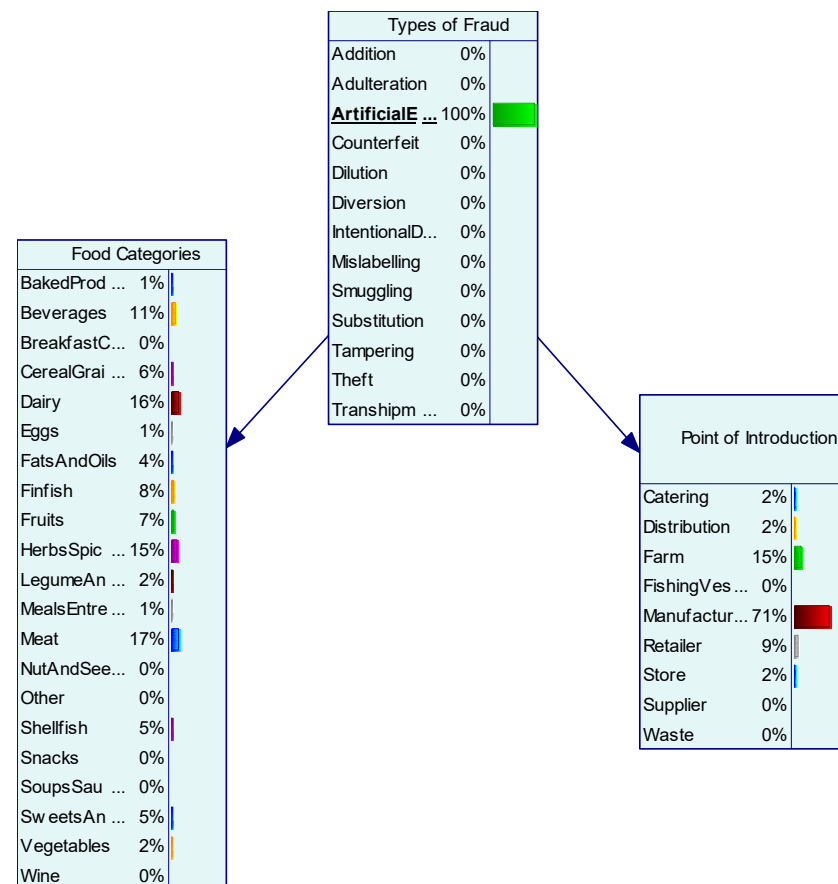 Types of Fraud
Addition 0%
Adulteration 0%
ArtificialE ... 100%
Counterfeit 0%
Dilution 0%
Diversion 0%
IntentionalD... 0%
Mislabelling 0%
Smuggling 0%
Substitution 0%
Tampering 0%
Theft 0%
Transhipm ... 0%
Food Categories
BakedProd ... 1%
Beverages 11%
BreakfastC... 0%
CerealGrai ... 6%
Dairy 16%
Eggs 1%
FatsAndOils 4%
Finfish 8%
Fruits 7%
HerbsSpic ... 15%
LegumeAn ... 2%
MealsEntre ... 1%
Meat 17%
NutAndSee... 0%
Other 0%
Shellfish 5%
Snacks 0%
SoupsSau ... 0%
SweetsAn ... 5%
Vegetables 2%
Wine 0%
Point of Introduction
Catering 2%
Distribution 2%
Farm 15%
FishingVes ... 0%
Manufactur... 71%
Retailer 9%
Store 2%
Supplier 0%
Waste 0%